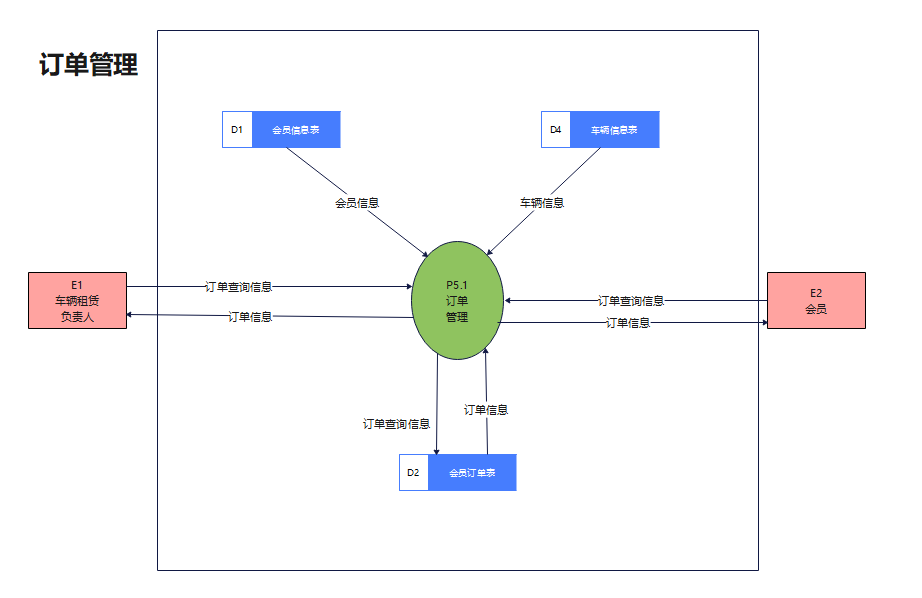 订单管理
D1
会员信息表
D4
车辆信息表
会员信息
车辆信息
E1
车辆租赁
负责人
订单查询信息
订单信息
P5.1
订单
管理
订单查询信息
订单信息
E2
会员
订单查询信息
订单信息
D2
会员订单表